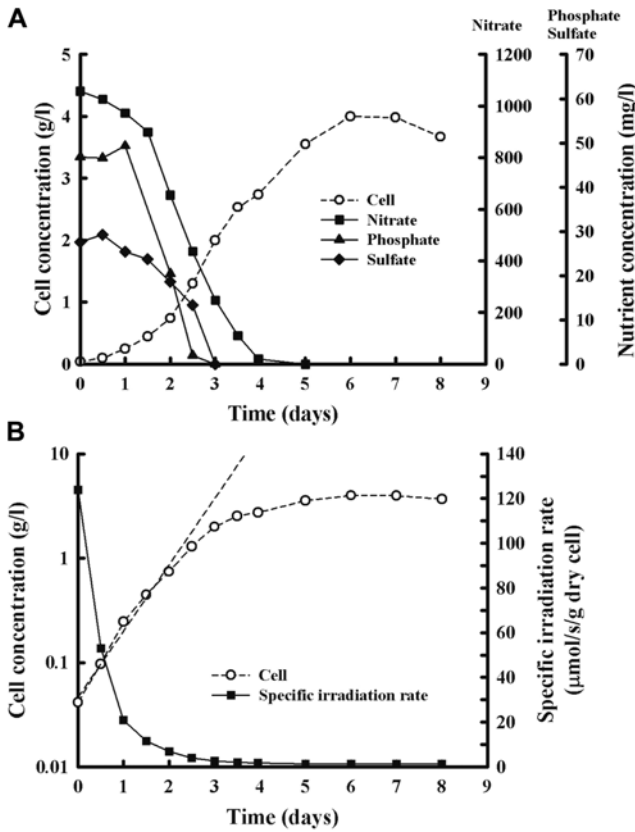 A
Nitrate
Phosphate
Sulfate
5
4
3
2
1
0
Cell concentration (g/l)
1200
1000
800
600
400
200
0
70
60
50
40
30
20
10
0
Nutrient concentration (mg/l)
Cell
Nitrate
Phosphate
Sulfate
0 1 2 3 4 5 6 7 8 9
Time (days)
B
10
1
0.1
0.01
Cell concentration (g/l)
140
120
100
80
60
40
20
0
Specific irradiation rate
(μmol/s/g dry cell)
Cell
Specific irradiation rate
0 1 2 3 4 5 6 7 8 9
Time (days)